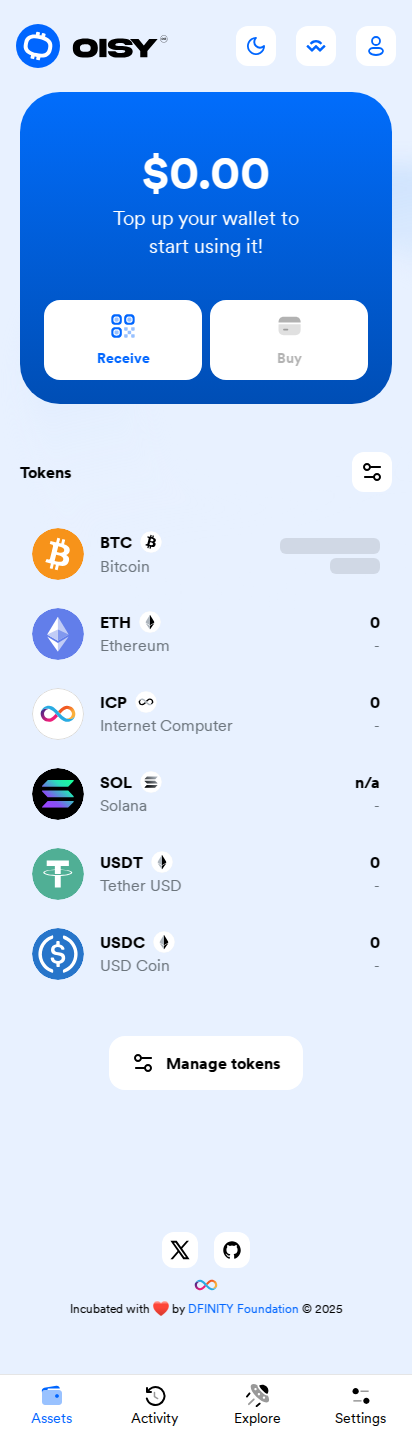 OISY
$0.00
Top up your wallet to
start using it!
Receive
Buy
Tokens
BTC
Bitcoin
ETH
0
Ethereum
-
ICP
0
Internet Computer
-
SOL
n/a
Solana
-
USDT
0
Tether USD
-
USDC
0
USD Coin
-
Manage tokens
Incubated with ❤️ by DFINITY Foundation © 2025
Assets
Activity
Explore
Settings